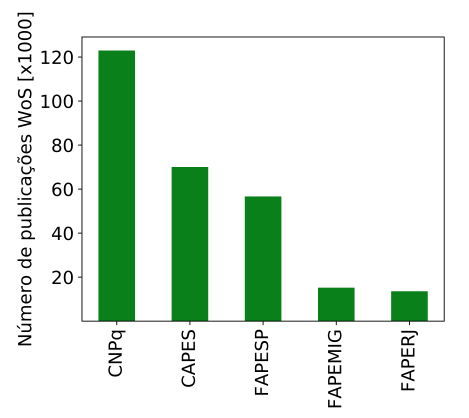 Número de publicações WoS [x1000]
120
100
80
60
40
20
CNPq
CAPES
FAPESP
FAPEMIG
FAPERJ